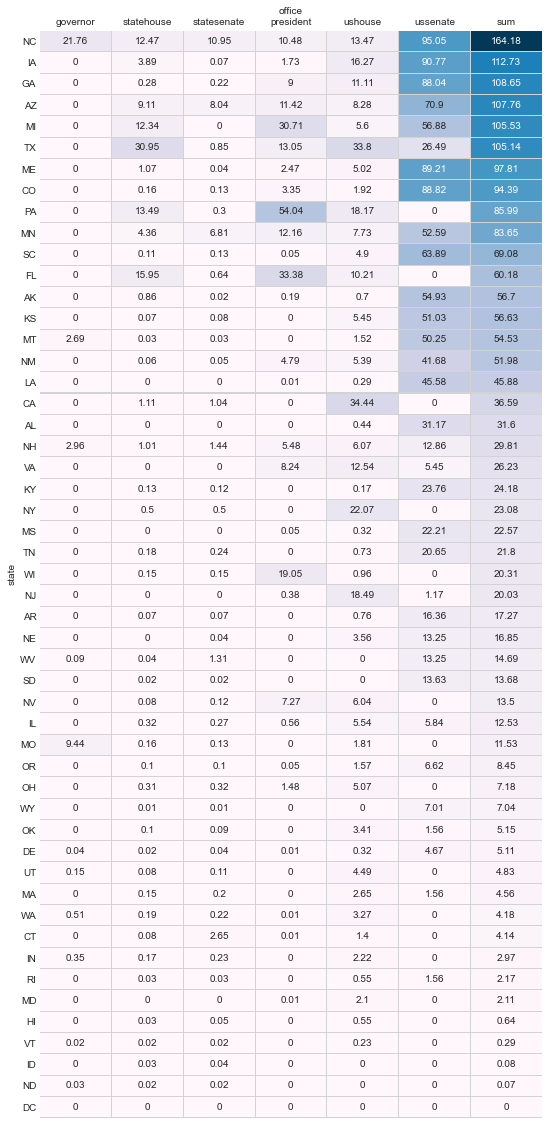 office
governor statehouse statesenate president ushouse ussenate sum
NC 21.76 12.47 10.95 10.48 13.47 95.05 164.18
IA 0 3.89 0.07 1.73 16.27 90.77 112.73
GA 0 0.28 0.22 9 11.11 88.04 108.65
AZ 0 9.11 8.04 11.42 8.28 70.9 107.76
MI 0 12.34 0 30.71 5.6 56.88 105.53
TX 0 30.95 0.85 13.05 33.8 26.49 105.14
ME 0 1.07 0.04 2.47 5.02 89.21 97.81
CO 0 0.16 0.13 3.35 1.92 88.82 94.39
PA 0 13.49 0.3 54.04 18.17 0 85.99
MN 0 4.36 6.81 12.16 7.73 52.59 83.65
SC 0 0.11 0.13 0.05 4.9 63.89 69.08
FL 0 15.95 0.64 33.38 10.21 0 60.18
AK 0 0.86 0.02 0.19 0.7 54.93 56.7
KS 0 0.07 0.08 0 5.45 51.03 56.63
MT 2.69 0.03 0.03 0 1.52 50.25 54.53
NM 0 0.06 0.05 4.79 5.39 41.68 51.98
LA 0 0 0 0.01 0.29 45.58 45.88
CA 0 1.11 1.04 0 34.44 0 36.59
AL 0 0 0 0 0.44 31.17 31.6
NH 2.96 1.01 1.44 5.48 6.07 12.86 29.81
VA 0 0 0 8.24 12.54 5.45 26.23
KY 0 0.13 0.12 0 0.17 23.76 24.18
NY 0 0.5 0.5 0 22.07 0 23.08
MS 0 0 0 0.05 0.32 22.21 22.57
TN 0 0.18 0.24 0 0.73 20.65 21.8
state
WI 0 0.15 0.15 19.05 0.96 0 20.31
NJ 0 0 0 0.38 18.49 1.17 20.03
AR 0 0.07 0.07 0 0.76 16.36 17.27
NE 0 0 0.04 0 3.56 13.25 16.85
WV 0.09 0.04 1.31 0 0 13.25 14.69
SD 0 0.02 0.02 0 0 13.63 13.68
NV 0 0.08 0.12 7.27 6.04 0 13.5
IL 0 0.32 0.27 0.56 5.54 5.84 12.53
MO 9.44 0.16 0.13 0 1.81 0 11.53
OR 0 0.1 0.1 0.05 1.57 6.62 8.45
OH 0 0.31 0.32 1.48 5.07 0 7.18
WY 0 0.01 0.01 0 0 7.01 7.04
OK 0 0.1 0.09 0 3.41 1.56 5.15
DE 0.04 0.02 0.04 0.01 0.32 4.67 5.11
UT 0.15 0.08 0.11 0 4.49 0 4.83
MA 0 0.15 0.2 0 2.65 1.56 4.56
WA 0.51 0.19 0.22 0.01 3.27 0 4.18
CT 0 0.08 2.65 0.01 1.4 0 4.14
IN 0.35 0.17 0.23 0 2.22 0 2.97
RI 0 0.03 0.03 0 0.55 1.56 2.17
MD 0 0 0 0.01 2.1 0 2.11
HI 0 0.03 0.05 0 0.55 0 0.64
VT 0.02 0.02 0.02 0 0.23 0 0.29
ID 0 0.03 0.04 0 0 0 0.08
ND 0.03 0.02 0.02 0 0 0 0.07
DC 0 0 0 0 0 0 0